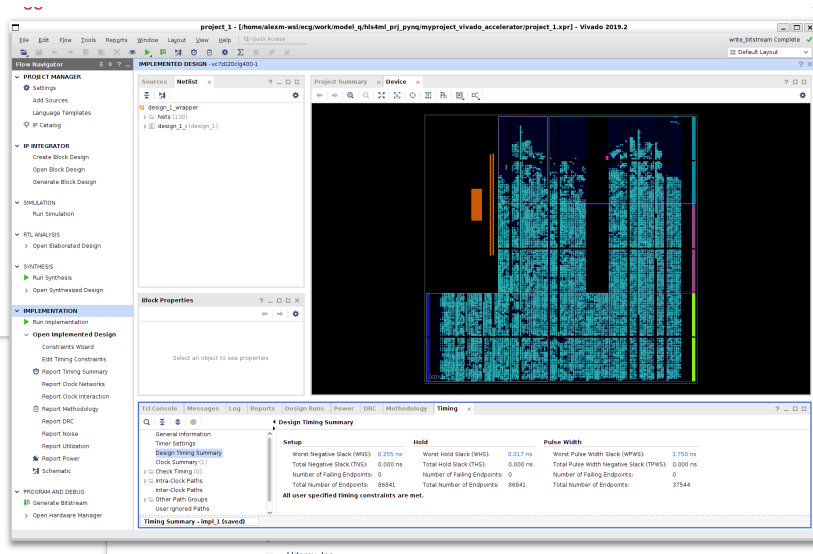 project_1 - [/home/alexm-wsl/ecg/work/model_q/hls4ml_prj_pynq/myproject_vivado_accelerator/project_1.xpr] - Vivado 2019.2
File Edit Flow Tools Reports Window Layout View Help Quick Access
write_bitstream Complete
Default Layout
Flow Navigator
IMPLEMENTED DESIGN - xc7z020clg400-1
PROJECT MANAGER
Settings
Add Sources
Language Templates
IP Catalog
IP INTEGRATOR
Create Block Design
Open Block Design
Generate Block Design
SIMULATION
Run Simulation
RTL ANALYSIS
Open Elaborated Design
SYNTHESIS
Run Synthesis
Open Synthesized Design
IMPLEMENTATION
Run Implementation
Open Implemented Design
Constraints Wizard
Edit Timing Constraints
Report Timing Summary
Report Clock Networks
Report Clock Interaction
Report Methodology
Report DRC
Report Noise
Report Utilization
Report Power
Schematic
PROGRAM AND DEBUG
Generate Bitstream
Open Hardware Manager
Sources Netlist
design_1_wrapper
Nets (130)
design_1_i (design_1)
Block Properties
Select an object to see properties
Project Summary Device
Tcl Console Messages Log Reports Design Runs Power DRC Methodology Timing
General Information
Timer Settings
Design Timing Summary
Clock Summary (1)
Check Timing (0)
Intra-Clock Paths
Inter-Clock Paths
Other Path Groups
User Ignored Paths
Timing Summary - impl_1 (saved)
Design Timing Summary
Setup Hold Pulse Width
Worst Negative Slack (WNS): 0.255 ns Worst Hold Slack (WHS): 0.017 ns Worst Pulse Width Slack (WPWS): 3.750 ns
Total Negative Slack (TNS): 0.000 ns Total Hold Slack (THS): 0.000 ns Total Pulse Width Negative Slack (TPWS): 0.000 ns
Number of Failing Endpoints: 0 Number of Failing Endpoints: 0 Number of Failing Endpoints: 0
Total Number of Endpoints: 86841 Total Number of Endpoints: 86841 Total Number of Endpoints: 37544
All user specified timing constraints are met.